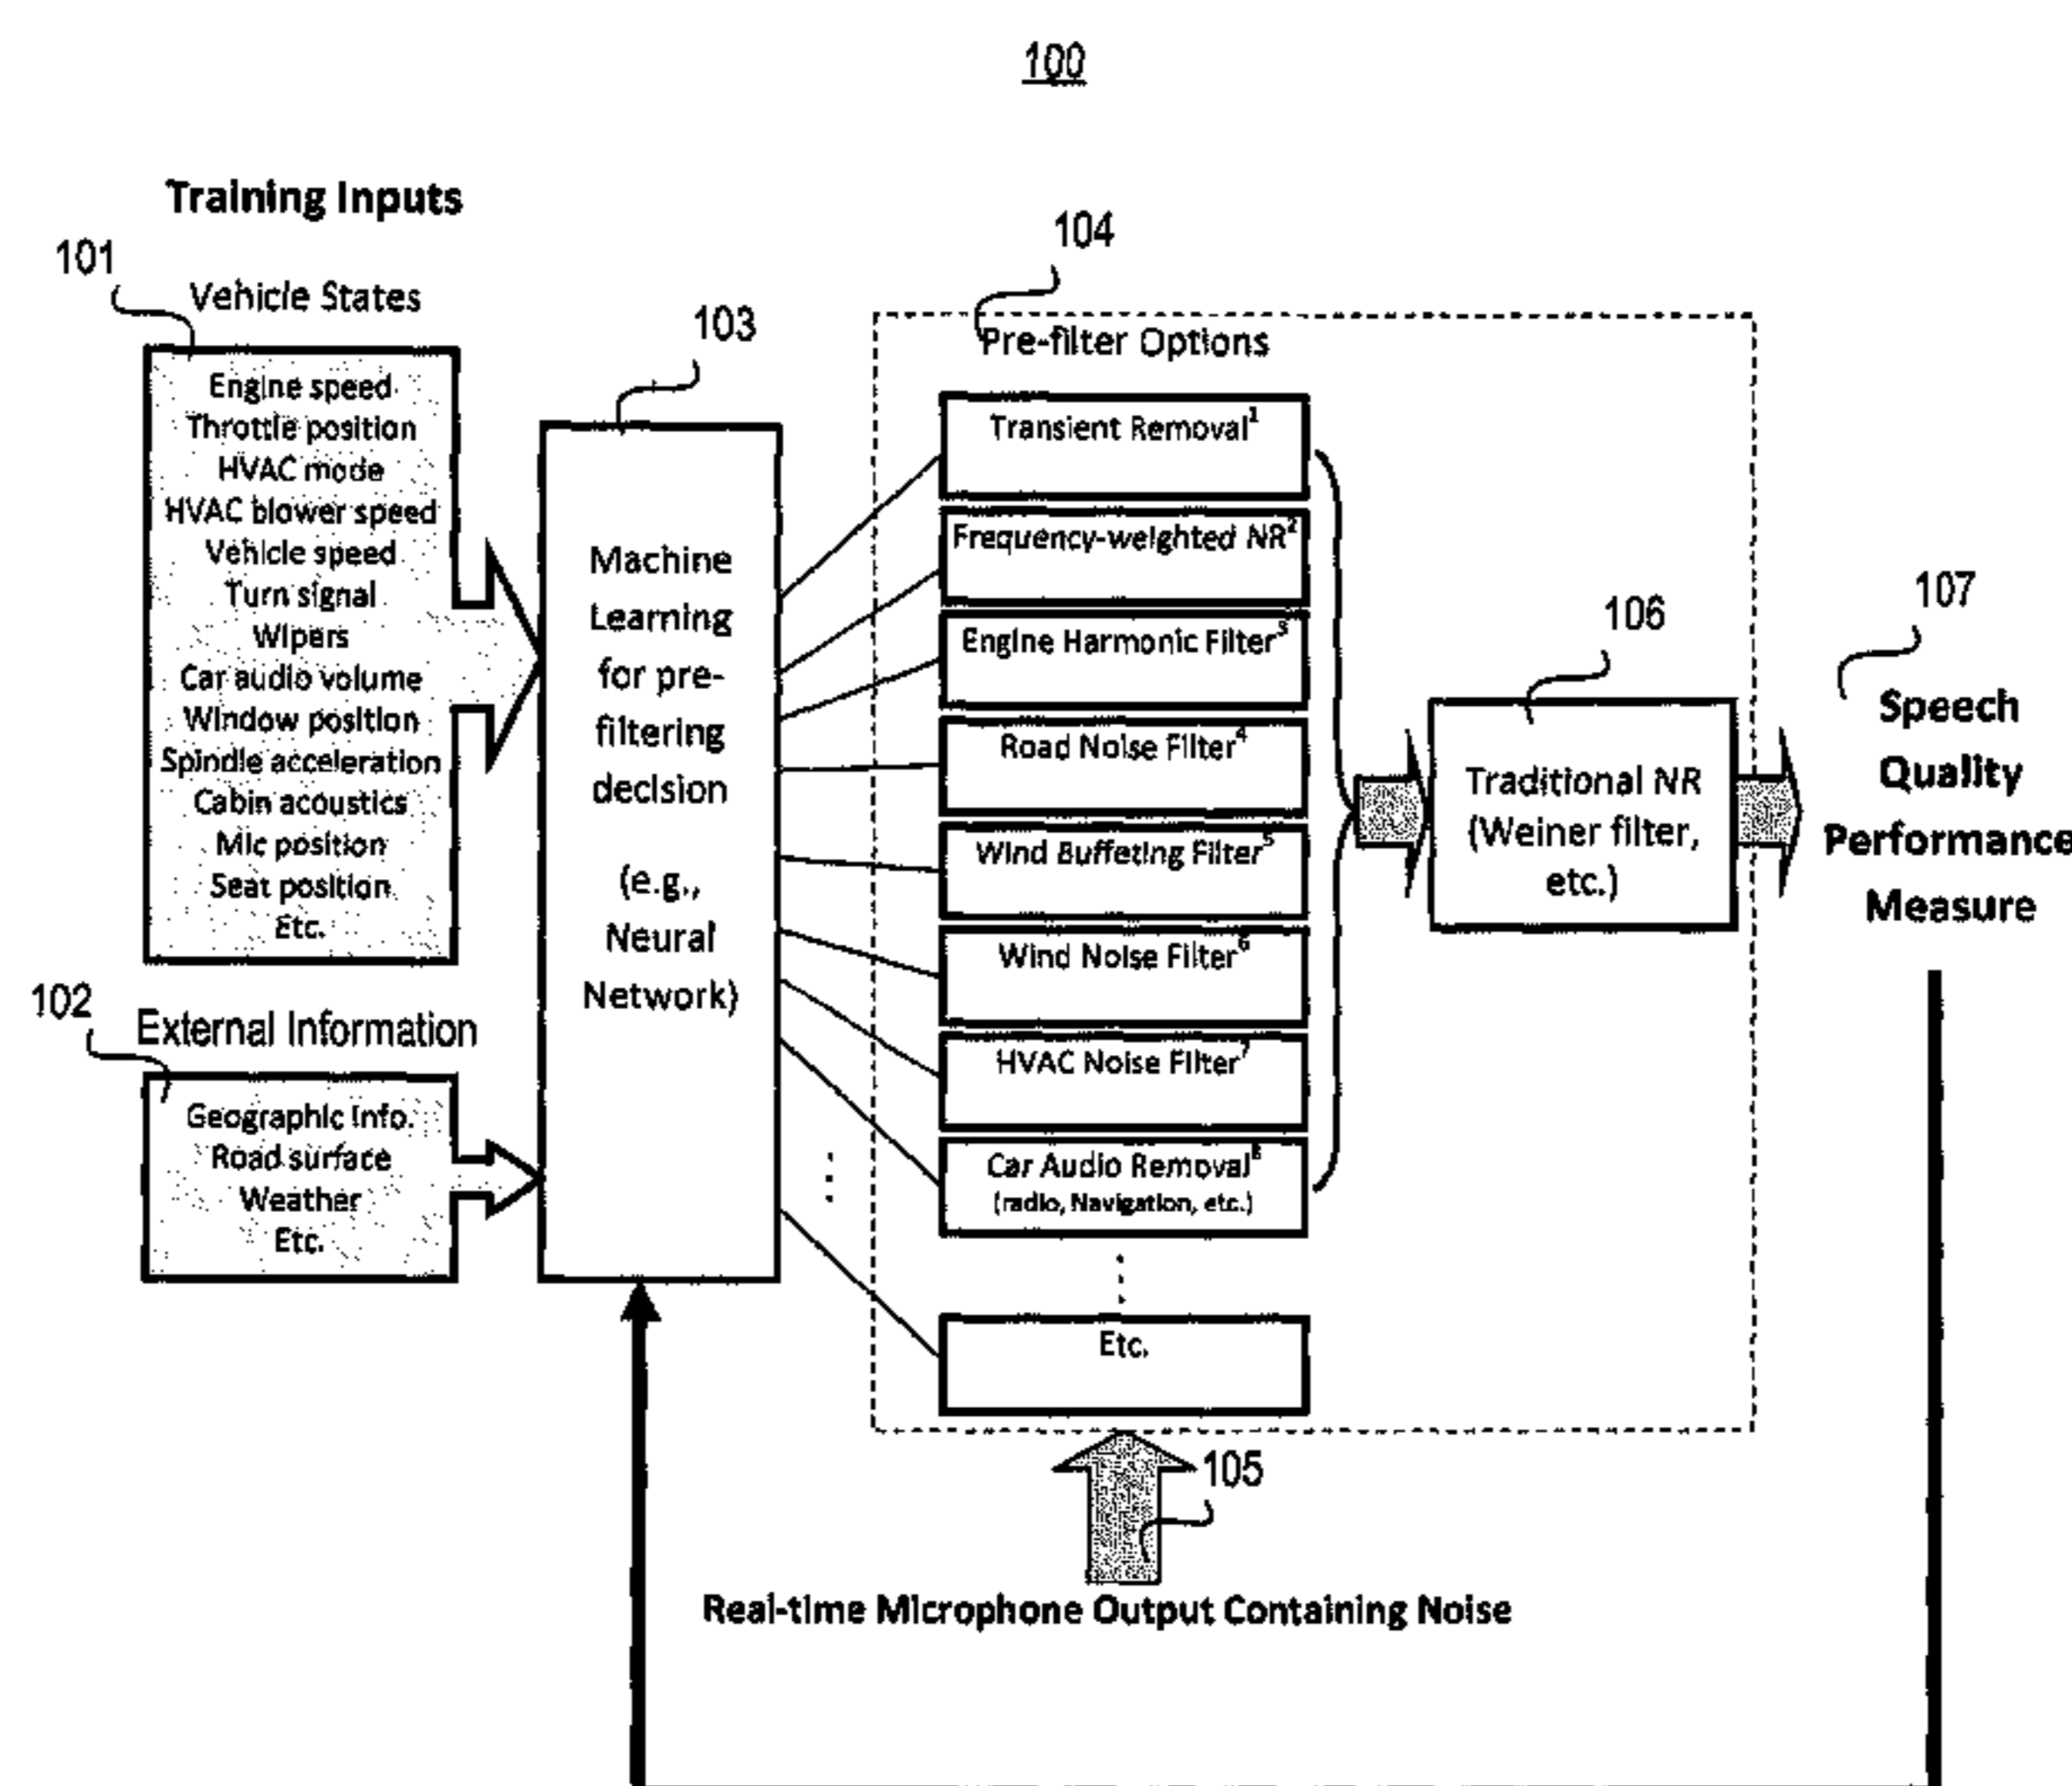 100
Training Inputs
101
Vehicle States
Engine speed
Throttle position
HVAC mode
HVAC blower speed
Vehicle speed
Turn signal
Wipers
Car audio volume
Window position
Spindle acceleration
Cabin acoustics
Mic position
Seat position
Etc.
102
External Information
Geographic Info.
Road surface
Weather
Etc.
103
Machine
Learning
for pre-
filtering
decision
(e.g.,
Neural
Network)
104
Pre-filter Options
Transient Removal¹
Frequency-weighted NR²
Engine Harmonic Filter³
Road Noise Filter⁴
Wind Buffeting Filter⁵
Wind Noise Filter⁶
HVAC Noise Filter⁷
Car Audio Removal⁸
(radio, Navigation, etc.)
Etc.
105
Real-time Microphone Output Containing Noise
106
Traditional NR
(Weiner filter,
etc.)
107
Speech
Quality
Performance
Measure